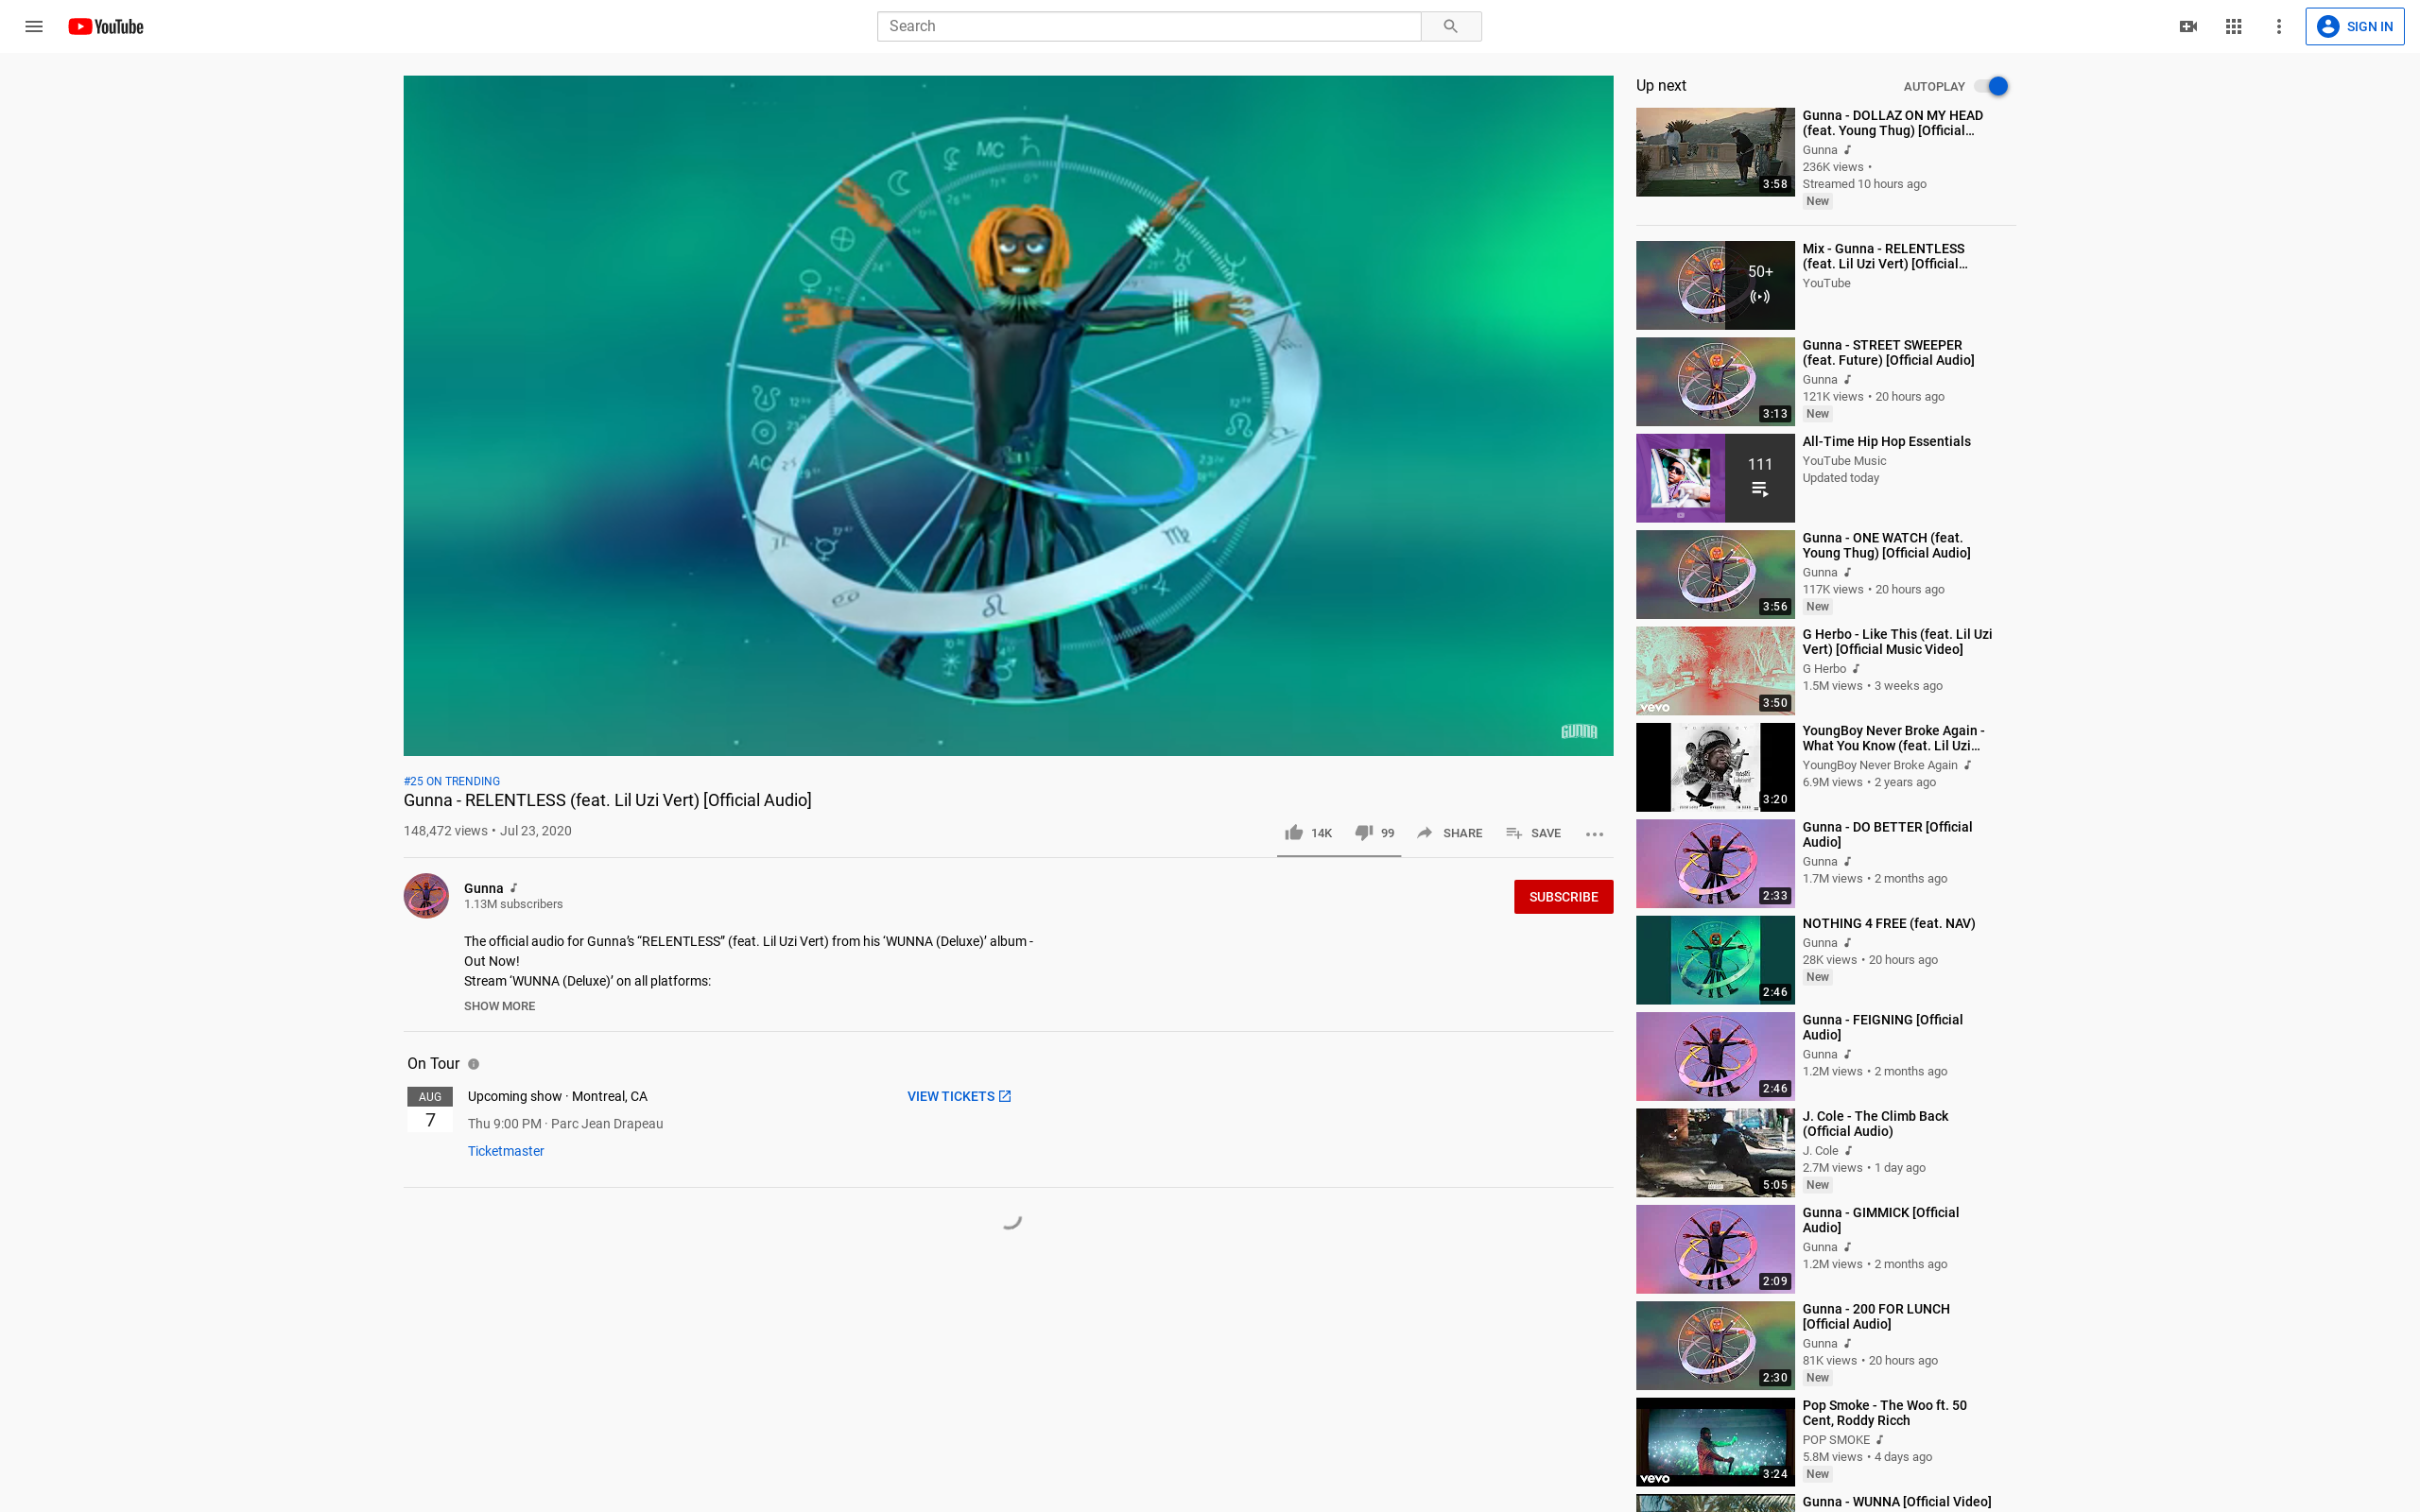 YouTube
Search
SIGN IN
MC
AC
GUNNA
#25 ON TRENDING
Gunna - RELENTLESS (feat. Lil Uzi Vert) [Official Audio]
148,472 views • Jul 23, 2020
14K
99
SHARE
SAVE
Gunna
1.13M subscribers
SUBSCRIBE
The official audio for Gunna's “RELENTLESS” (feat. Lil Uzi Vert) from his ‘WUNNA (Deluxe)’ album -
Out Now!
Stream ‘WUNNA (Deluxe)’ on all platforms:
SHOW MORE
On Tour
AUG
7
Upcoming show · Montreal, CA
VIEW TICKETS
Thu 9:00 PM · Parc Jean Drapeau
Ticketmaster
Up next
AUTOPLAY
3:58
Gunna - DOLLAZ ON MY HEAD
(feat. Young Thug) [Official…
Gunna
236K views •
Streamed 10 hours ago
New
50+
Mix - Gunna - RELENTLESS
(feat. Lil Uzi Vert) [Official…
YouTube
3:13
Gunna - STREET SWEEPER
(feat. Future) [Official Audio]
Gunna
121K views • 20 hours ago
New
111
All-Time Hip Hop Essentials
YouTube Music
Updated today
3:56
Gunna - ONE WATCH (feat.
Young Thug) [Official Audio]
Gunna
117K views • 20 hours ago
New
vevo
3:50
G Herbo - Like This (feat. Lil Uzi
Vert) [Official Music Video]
G Herbo
1.5M views • 3 weeks ago
3:20
YoungBoy Never Broke Again -
What You Know (feat. Lil Uzi…
YoungBoy Never Broke Again
6.9M views • 2 years ago
2:33
Gunna - DO BETTER [Official
Audio]
Gunna
1.7M views • 2 months ago
2:46
NOTHING 4 FREE (feat. NAV)
Gunna
28K views • 20 hours ago
New
2:46
Gunna - FEIGNING [Official
Audio]
Gunna
1.2M views • 2 months ago
5:05
J. Cole - The Climb Back
(Official Audio)
J. Cole
2.7M views • 1 day ago
New
2:09
Gunna - GIMMICK [Official
Audio]
Gunna
1.2M views • 2 months ago
2:30
Gunna - 200 FOR LUNCH
[Official Audio]
Gunna
81K views • 20 hours ago
New
vevo
3:24
Pop Smoke - The Woo ft. 50
Cent, Roddy Ricch
POP SMOKE
5.8M views • 4 days ago
New
Gunna - WUNNA [Official Video]